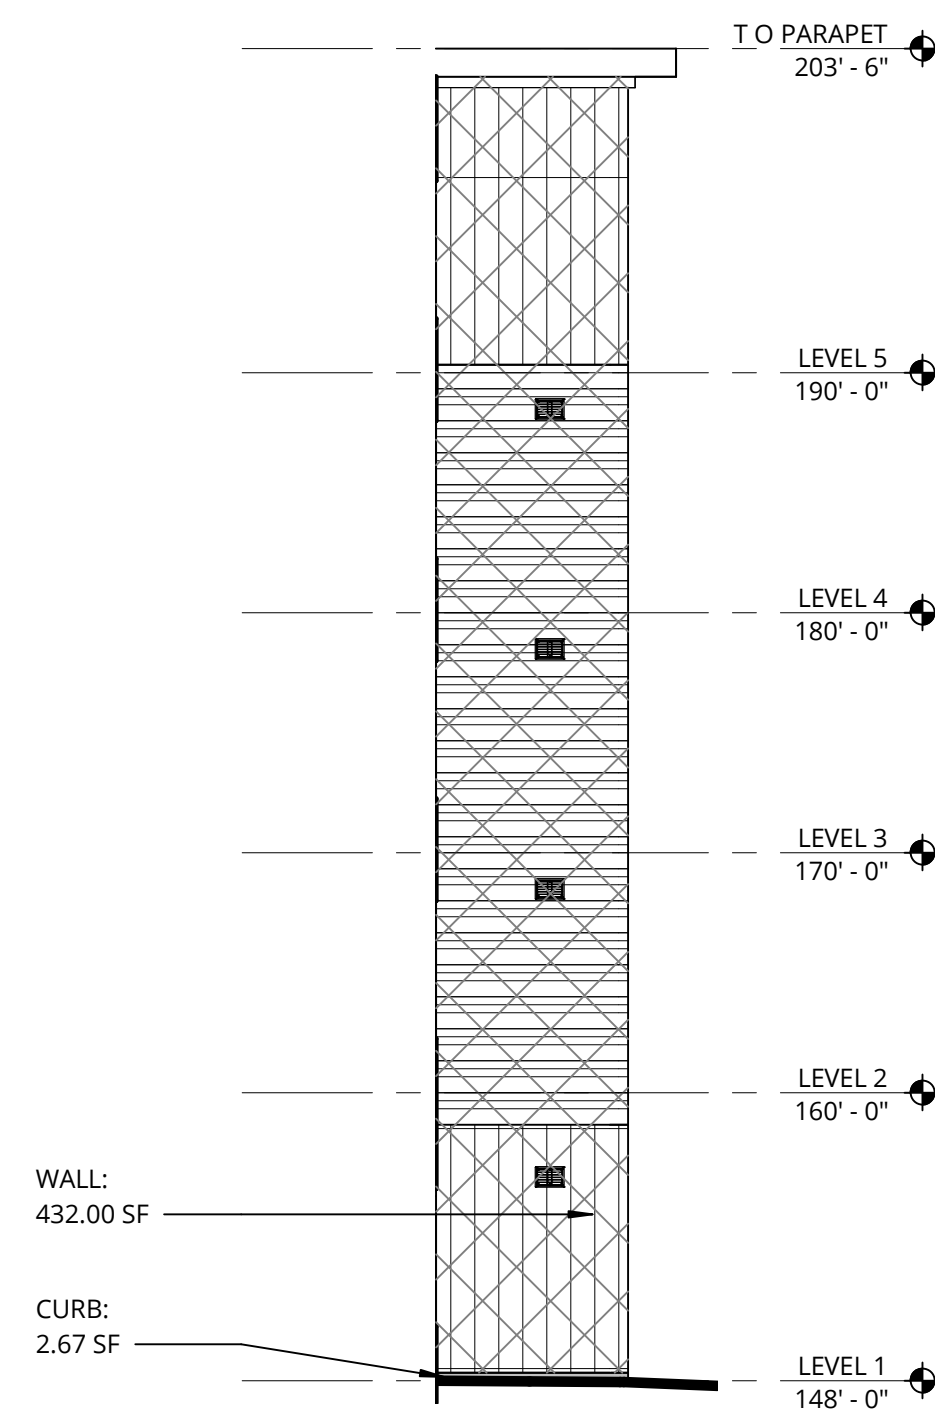 T O PARAPET
203' - 6"
LEVEL 5
190' - 0"
LEVEL 4
180' - 0"
LEVEL 3
170' - 0"
LEVEL 2
160' - 0"
WALL:
432.00 SF
CURB:
2.67 SF
LEVEL 1
148' - 0"